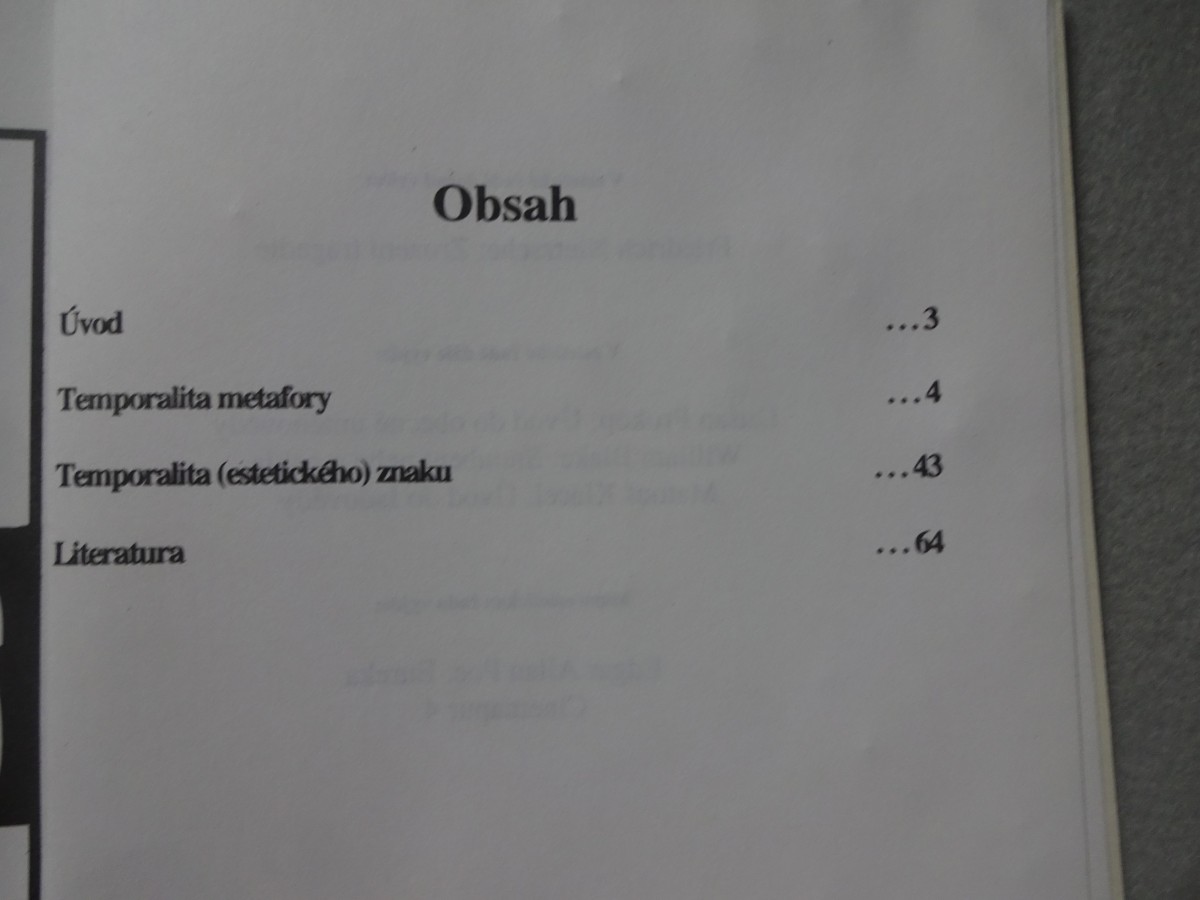 Obsah
Úvod ...3
Temporalita metafory ...4
Temporalita (estetického) znaku ...43
Literatura ...64